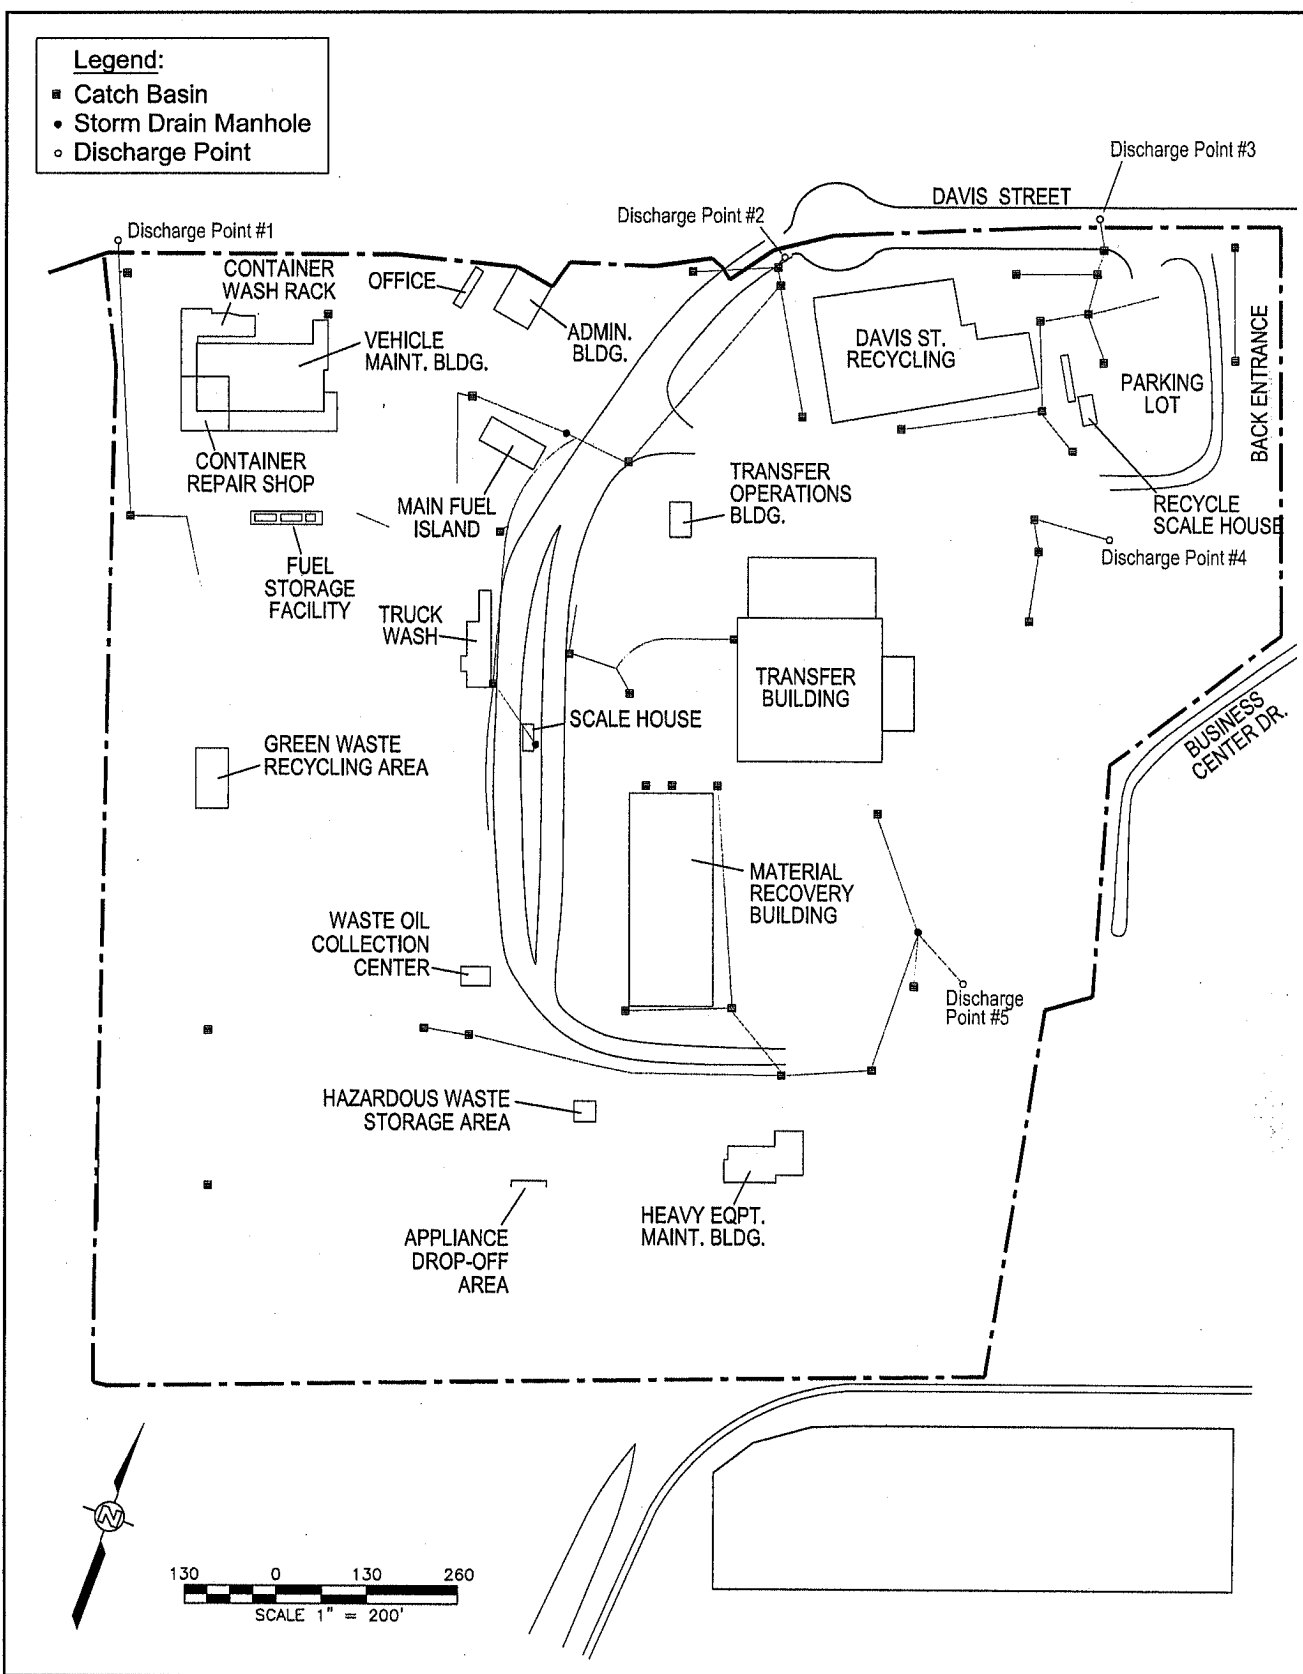 Legend:
Catch Basin
Storm Drain Manhole
Discharge Point
Discharge Point #3
DAVIS STREET
Discharge Point #2
Discharge Point #1
CONTAINER
WASH RACK
OFFICE
ADMIN.
BLDG.
VEHICLE
MAINT. BLDG.
DAVIS ST.
RECYCLING
PARKING
LOT
BACK ENTRANCE
CONTAINER
REPAIR SHOP
MAIN FUEL
ISLAND
TRANSFER
OPERATIONS
BLDG.
RECYCLE
SCALE HOUSE
Discharge Point #4
FUEL
STORAGE
FACILITY
TRUCK
WASH
TRANSFER
BUILDING
SCALE HOUSE
BUSINESS
CENTER DR.
GREEN WASTE
RECYCLING AREA
MATERIAL
RECOVERY
BUILDING
WASTE OIL
COLLECTION
CENTER
Discharge
Point #5
HAZARDOUS WASTE
STORAGE AREA
HEAVY EQPT.
MAINT. BLDG.
APPLIANCE
DROP-OFF
AREA
N
130 0 130 260
SCALE 1" = 200'